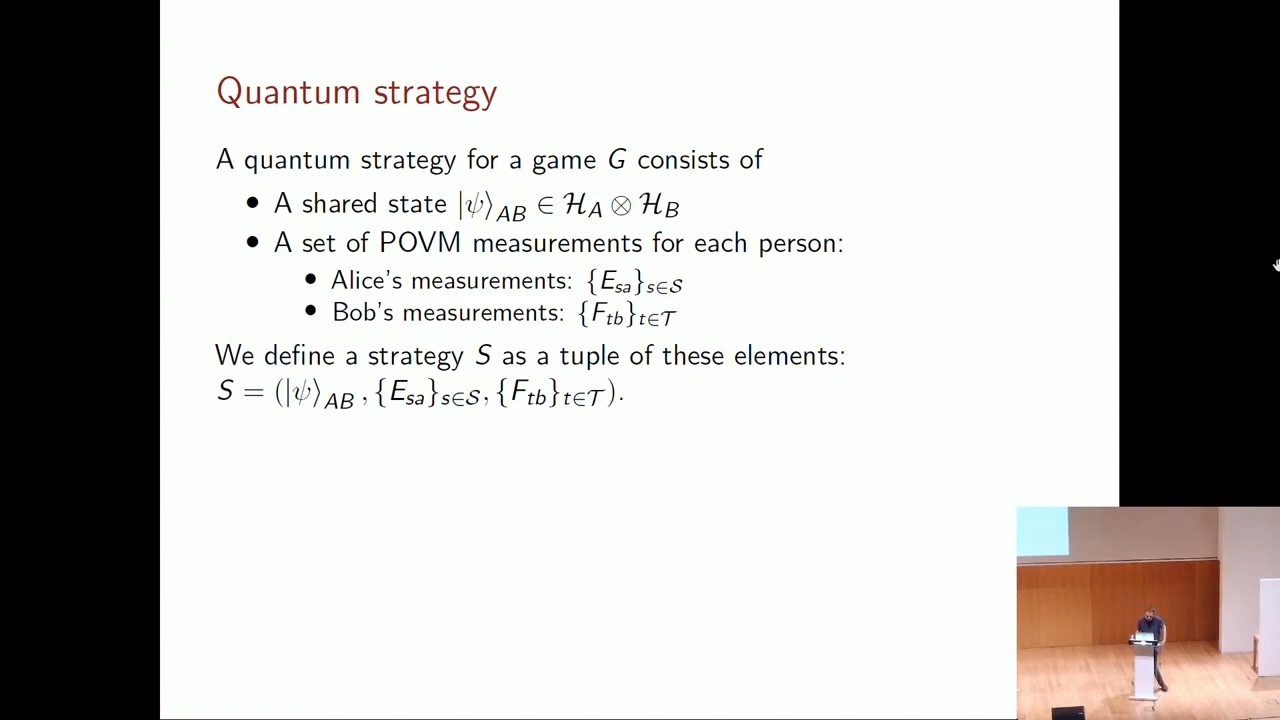 Quantum strategy
A quantum strategy for a game G consists of
• A shared state |ψ⟩_AB ∈ ℋ_A ⊗ ℋ_B
• A set of POVM measurements for each person:
• Alice's measurements: {E_sa}_s∈𝒮
• Bob's measurements: {F_tb}_t∈𝒯
We define a strategy S as a tuple of these elements:
S = (|ψ⟩_AB , {E_sa}_s∈𝒮, {F_tb}_t∈𝒯).